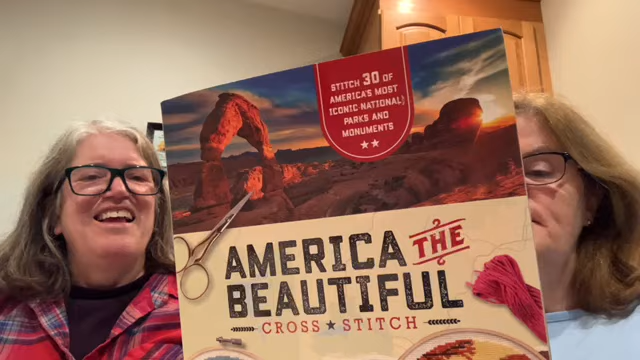 STITCH 30 OF
AMERICA'S MOST
ICONIC NATIONAL
PARKS AND
MONUMENTS
AMERICA THE
BEAUTIFUL
CROSS STITCH